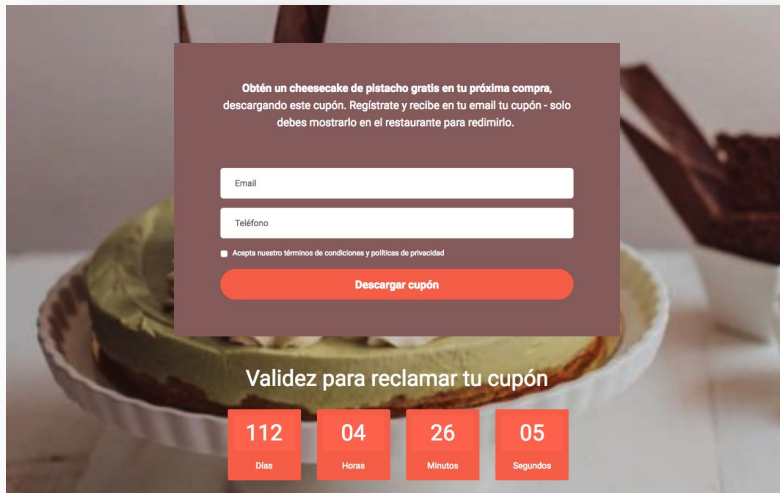 Obtén un cheesecake de pistacho gratis en tu próxima compra,
descargando este cupón. Regístrate y recibe en tu email tu cupón - solo
debes mostrarlo en el restaurante para redimirlo.
Email
Teléfono
Acepta nuestro términos de condiciones y políticas de privacidad
Descargar cupón
Validez para reclamar tu cupón
112 04 26 05
Días Horas Minutos Segundos